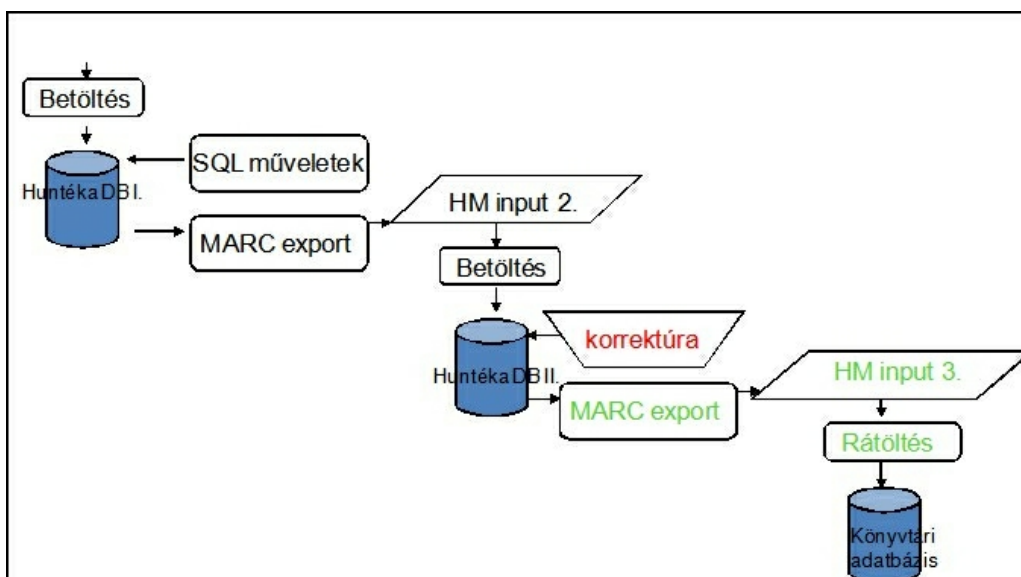 Betöltés
SQL műveletek
Huntéka DB I.
HM input 2.
MARC export
Betöltés
korrektúra
Huntéka DB II.
HM input 3.
MARC export
Rátöltés
Könyvtári
adatbázis